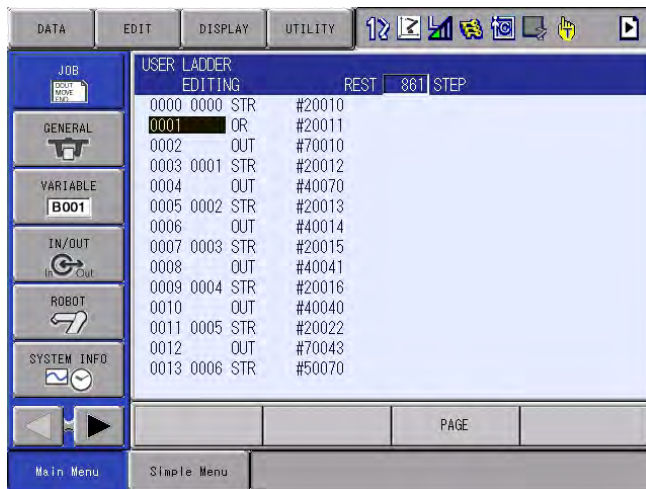 DATA EDIT DISPLAY UTILITY
JOB
DOUT
MOVE
END
GENERAL
VARIABLE
B001
IN/OUT
In Out
ROBOT
SYSTEM INFO
USER LADDER
EDITING REST 861 STEP
0000 0000 STR #20010
0001 OR #20011
0002 OUT #70010
0003 0001 STR #20012
0004 OUT #40070
0005 0002 STR #20013
0006 OUT #40014
0007 0003 STR #20015
0008 OUT #40041
0009 0004 STR #20016
0010 OUT #40040
0011 0005 STR #20022
0012 OUT #70043
0013 0006 STR #50070
PAGE
Main Menu Simple Menu